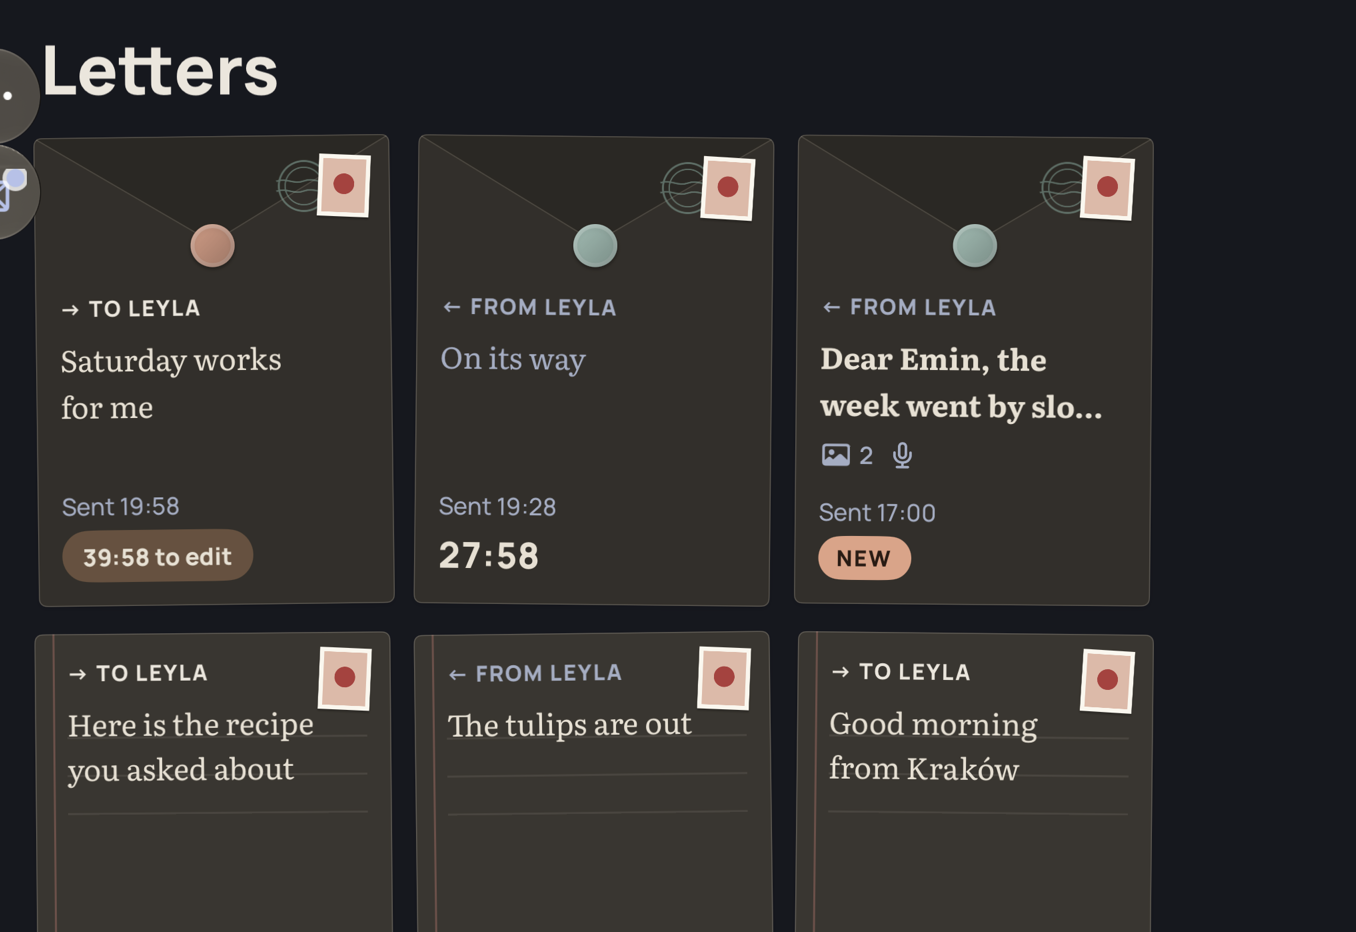 Letters
→ TO LEYLA
Saturday works
for me
Sent 19:58
39:58 to edit
← FROM LEYLA
On its way
Sent 19:28
27:58
← FROM LEYLA
Dear Emin, the
week went by slo...
2
Sent 17:00
NEW
→ TO LEYLA
Here is the recipe
you asked about
← FROM LEYLA
The tulips are out
→ TO LEYLA
Good morning
from Kraków